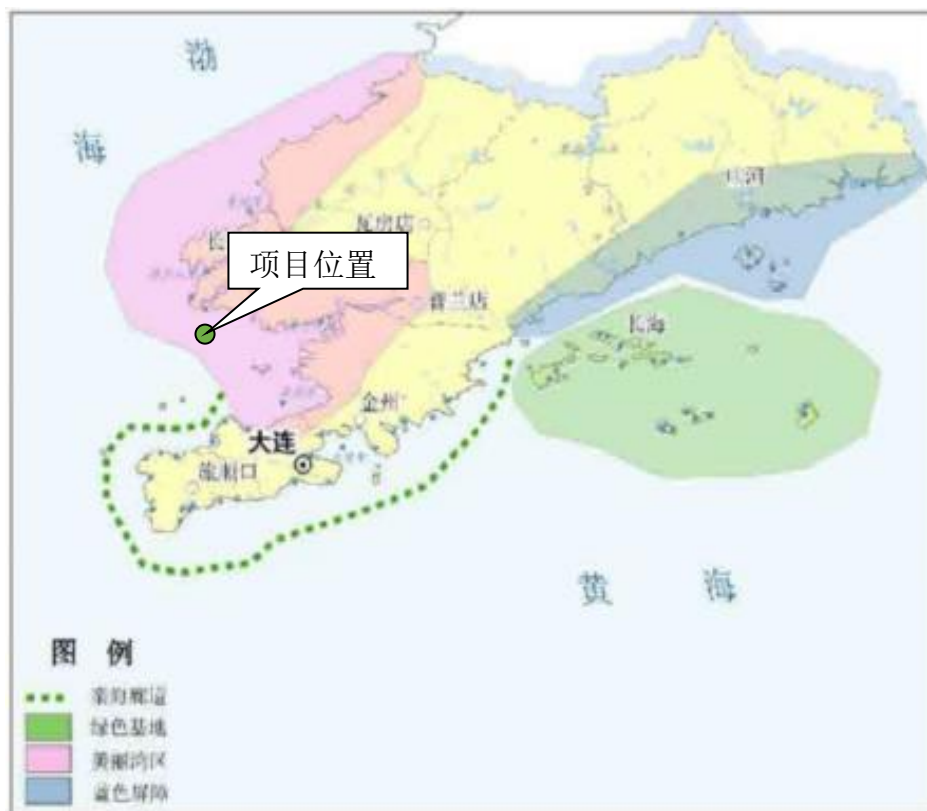 渤
海
庄河
瓦房店
长
项目位置
普兰店
长海
金州
大连
旅顺口
黄 海
图 例
亲海廊道
绿色基地
美丽湾区
蓝色屏障